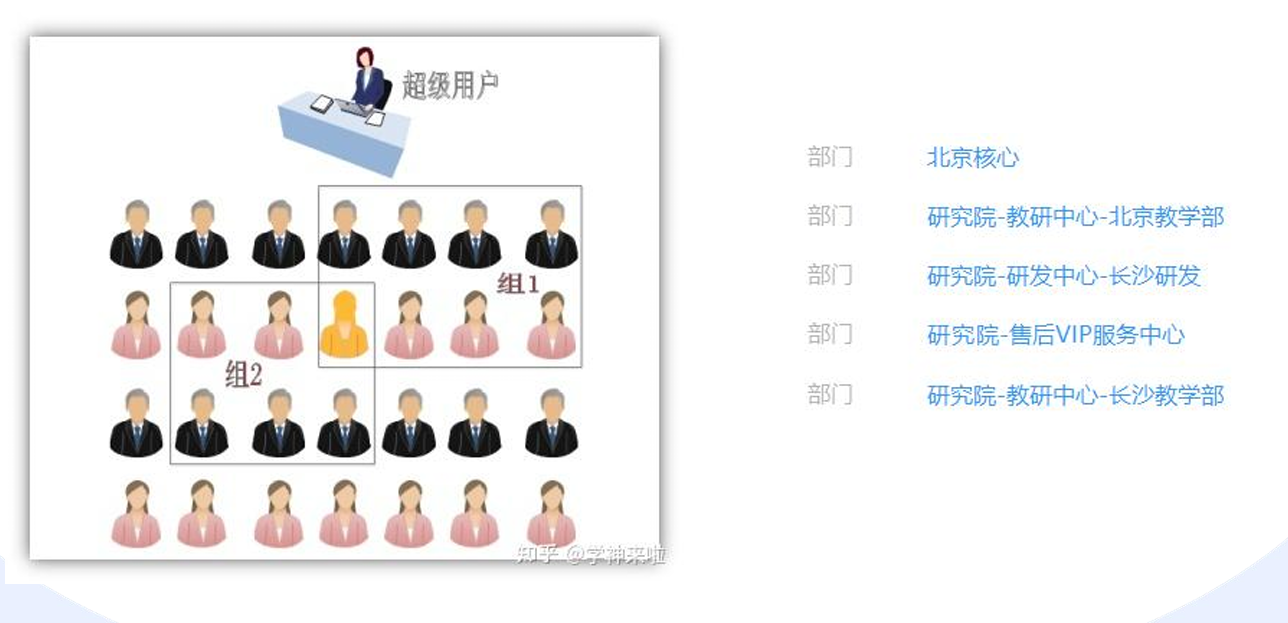 超级用户
组1
组2
知乎 @学神来啦
部门 北京核心
部门 研究院-教研中心-北京教学部
部门 研究院-研发中心-长沙研发
部门 研究院-售后VIP服务中心
部门 研究院-教研中心-长沙教学部